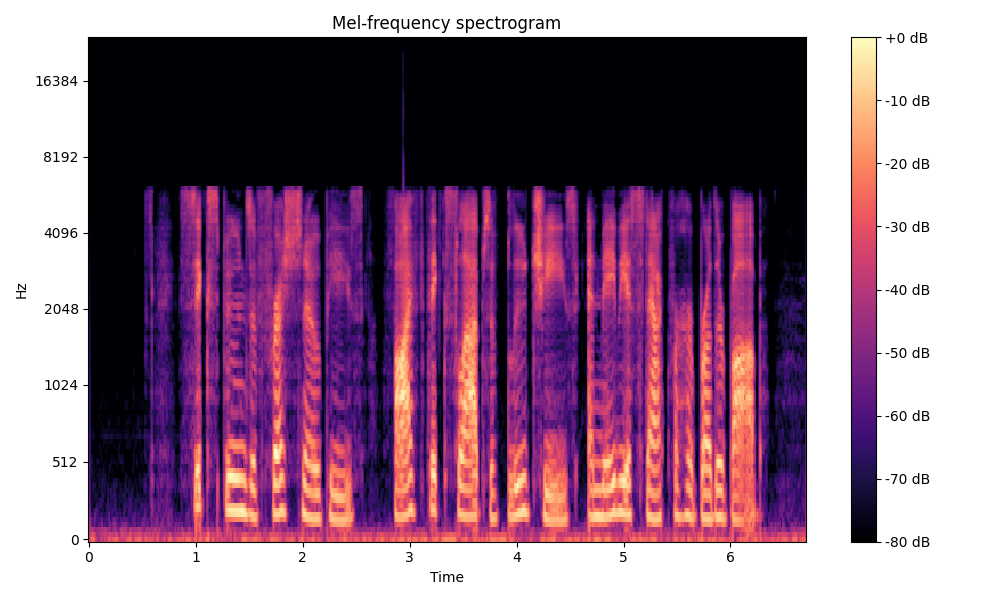 Mel-frequency spectrogram
Hz
16384
8192
4096
2048
1024
512
0
0 1 2 3 4 5 6
Time
+0 dB
-10 dB
-20 dB
-30 dB
-40 dB
-50 dB
-60 dB
-70 dB
-80 dB